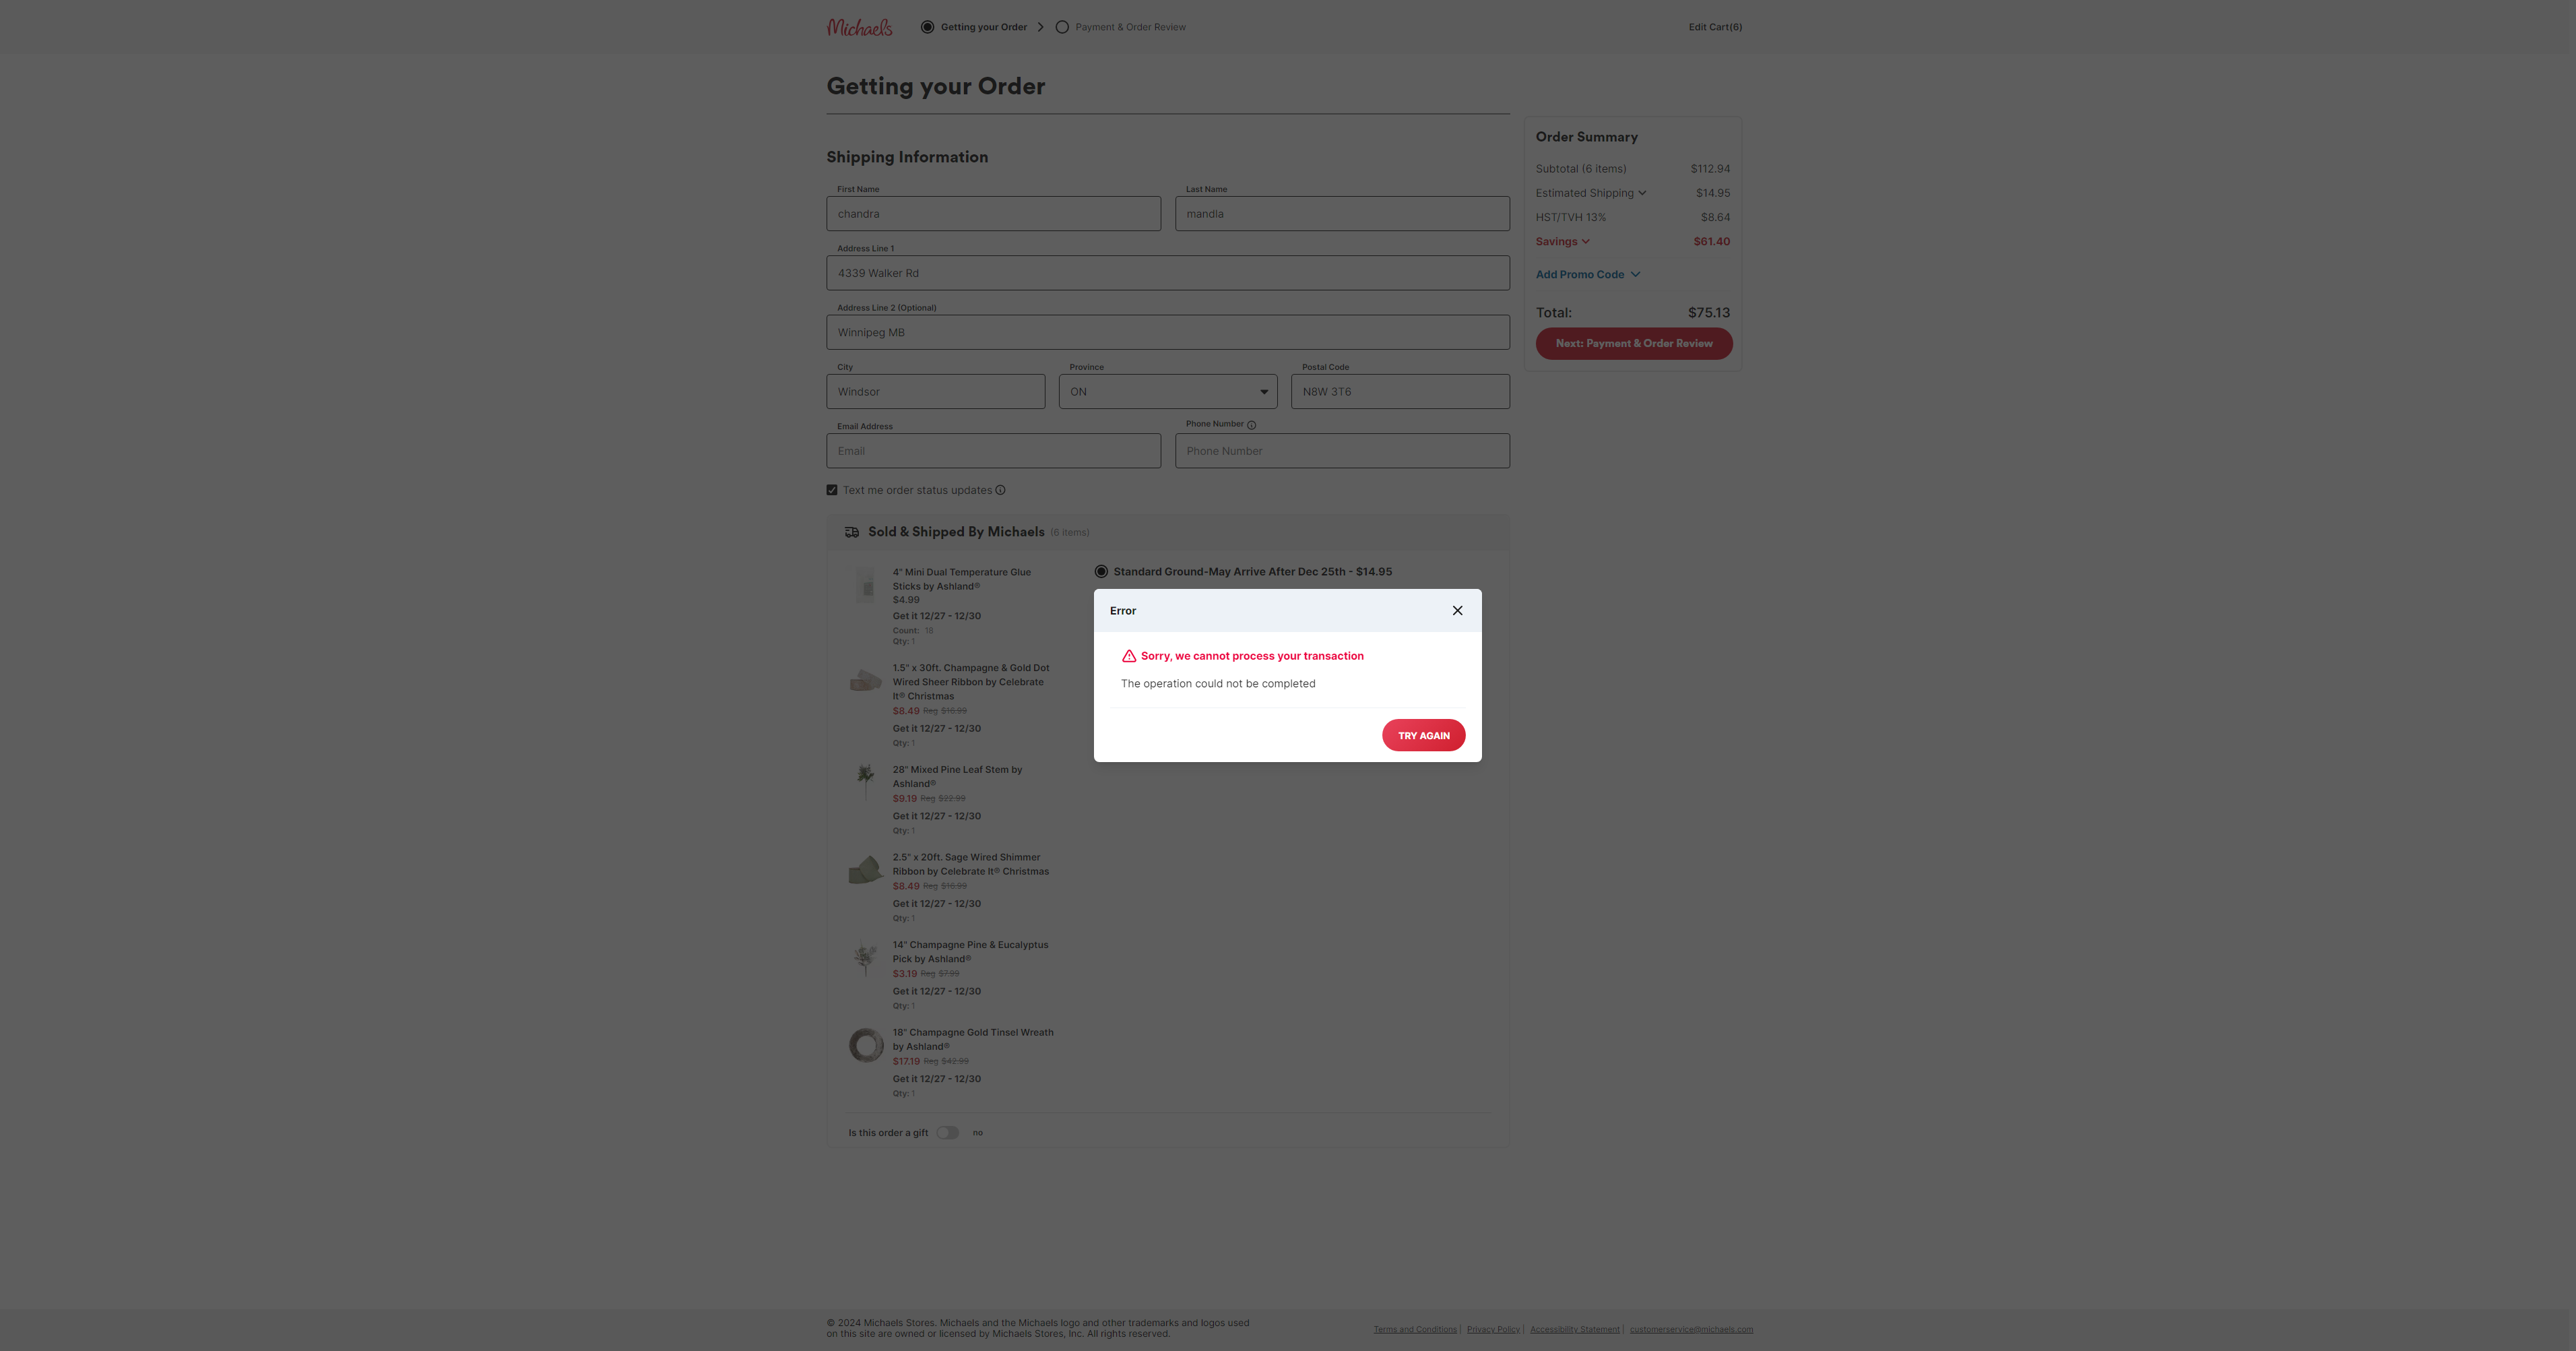 Michaels
Getting your Order
Payment & Order Review
Edit Cart(6)
Getting your Order
Shipping Information
First Name
Last Name
chandra
mandia
Address Line 1
4339 Walker Rd
Address Line 2 (Optional)
Winnipeg MB
City
Province
Postal Code
Windsor
ON
N8W 3T6
Email Address
Phone Number
Email
Phone Number
Text me order status updates
Order Summary
Subtotal (6 items) $112.94
Estimated Shipping $14.95
HST/TVH 13% $8.64
Savings $61.40
Add Promo Code
Total: $75.13
Next: Payment & Order Review
Sold & Shipped By Michaels (6 items)
4" Mini Dual Temperature Glue
Sticks by Ashland®
$4.99
Get it 12/27 - 12/30
Count: 18
Qty: 1
Standard Ground-May Arrive After Dec 25th - $14.95
1.5" x 30ft. Champagne & Gold Dot
Wired Sheer Ribbon by Celebrate
It® Christmas
$8.49 Reg $16.99
Get it 12/27 - 12/30
Qty: 1
28" Mixed Pine Leaf Stem by
Ashland®
$9.19 Reg $22.99
Get it 12/27 - 12/30
Qty: 1
2.5" x 20ft. Sage Wired Shimmer
Ribbon by Celebrate It® Christmas
$8.49 Reg $16.99
Get it 12/27 - 12/30
Qty: 1
14" Champagne Pine & Eucalyptus
Pick by Ashland®
$3.19 Reg $7.99
Get it 12/27 - 12/30
Qty: 1
18" Champagne Gold Tinsel Wreath
by Ashland®
$17.19 Reg $42.99
Get it 12/27 - 12/30
Qty: 1
Is this order a gift
no
Error
Sorry, we cannot process your transaction
The operation could not be completed
TRY AGAIN
© 2024 Michaels Stores. Michaels and the Michaels logo and other trademarks and logos used
on this site are owned or licensed by Michaels Stores, Inc. All rights reserved.
Terms and Conditions | Privacy Policy | Accessibility Statement | customerservice@michaels.com